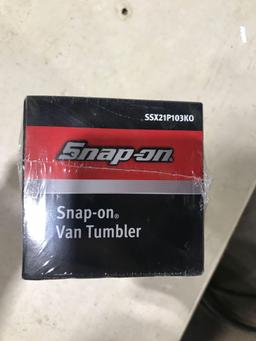 SSX21P103KO
Snap-on
Snap-on®
Van Tumbler